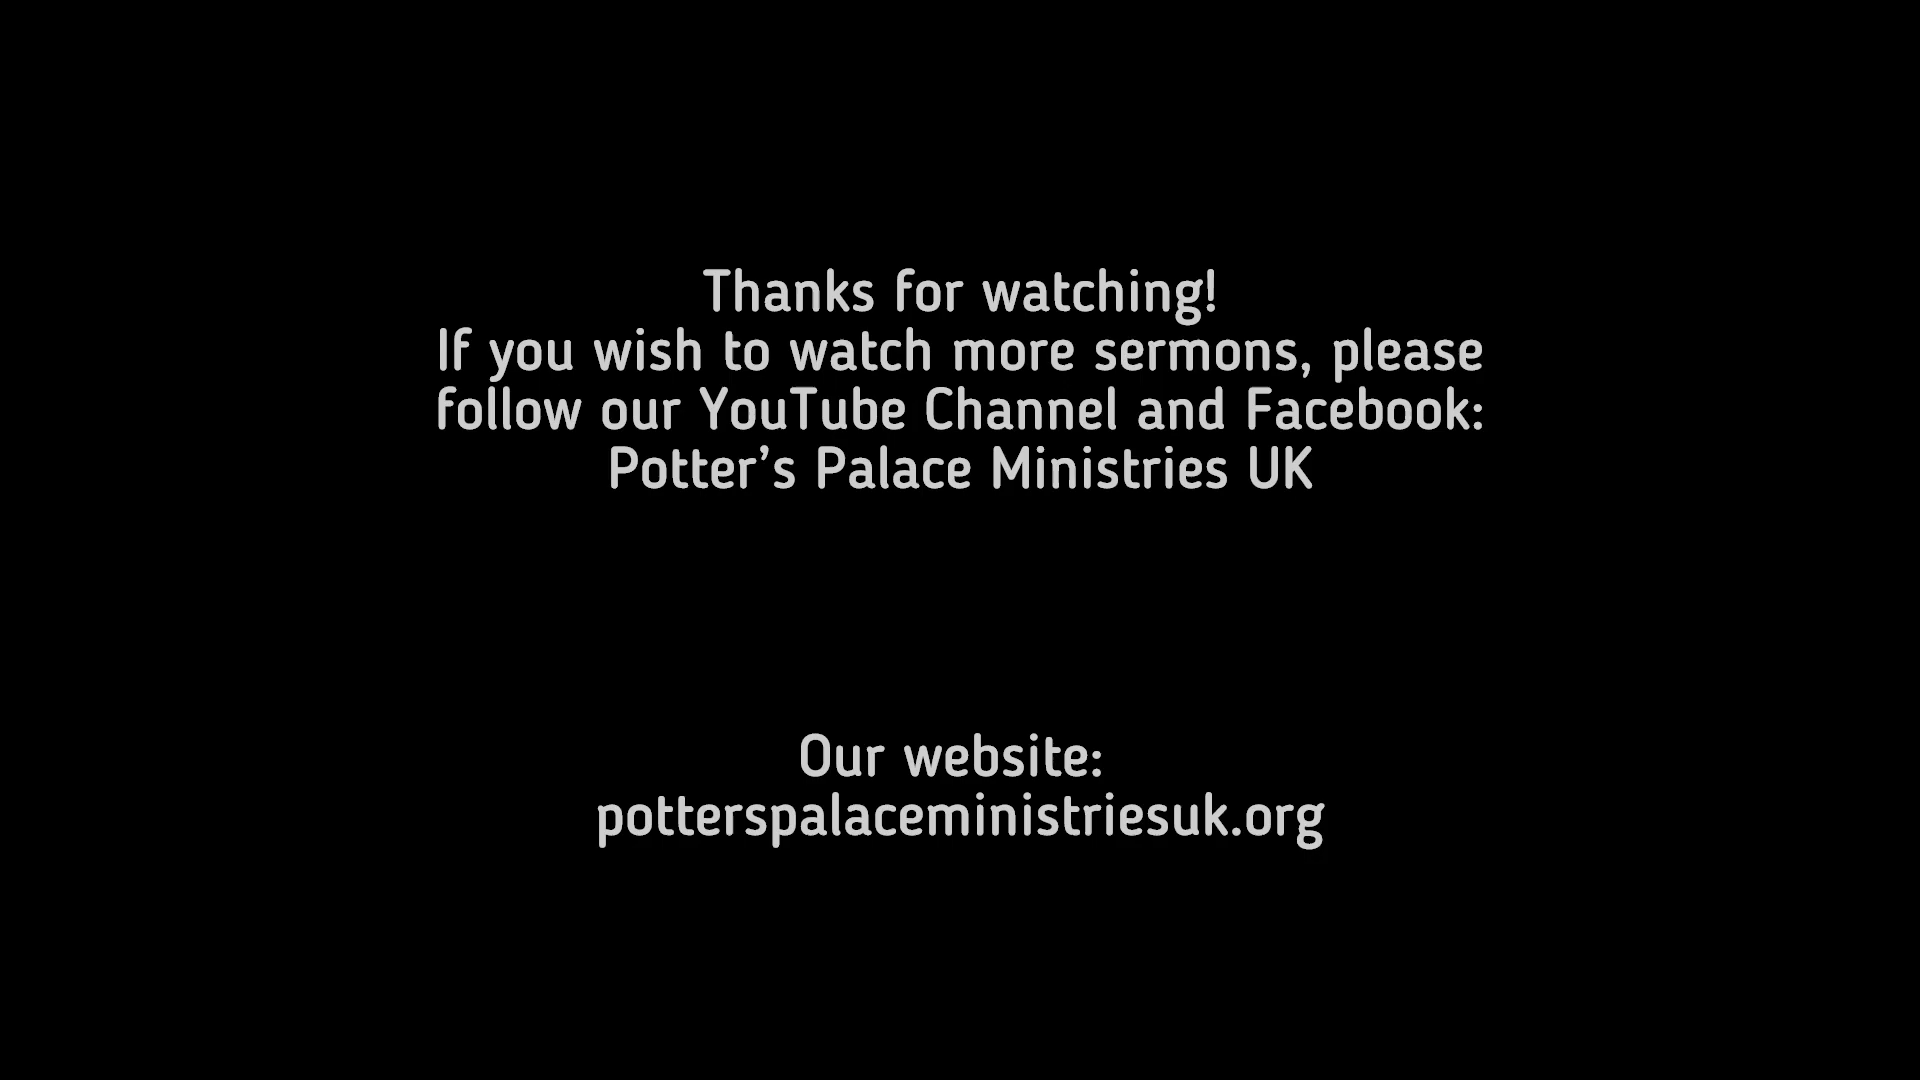 Thanks for watching!
If you wish to watch more sermons, please
follow our YouTube Channel and Facebook:
Potter’s Palace Ministries UK
Our website:
potterspalaceministriesuk.org